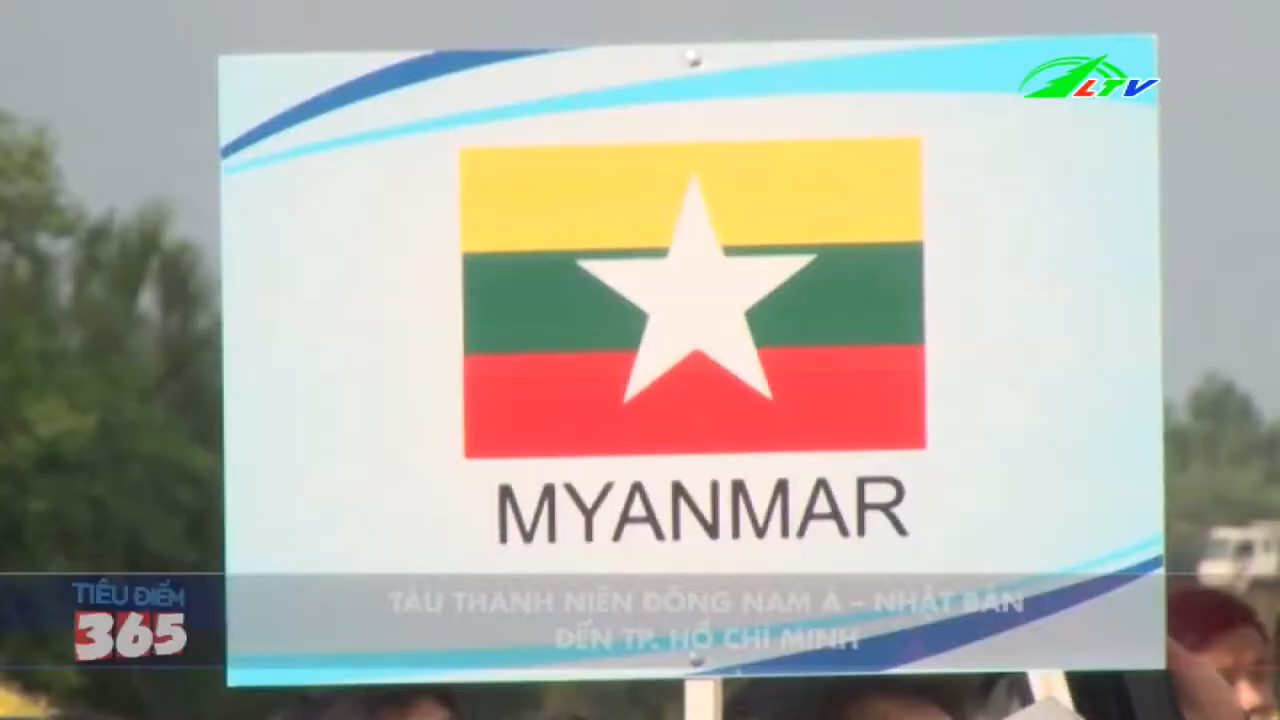 LTV
MYANMAR
TIÊU ĐIỂM
365
TÀU THANH NIÊN ĐÔNG NAM Á - NHẬT BẢN
ĐẾN TP. HỒ CHÍ MINH